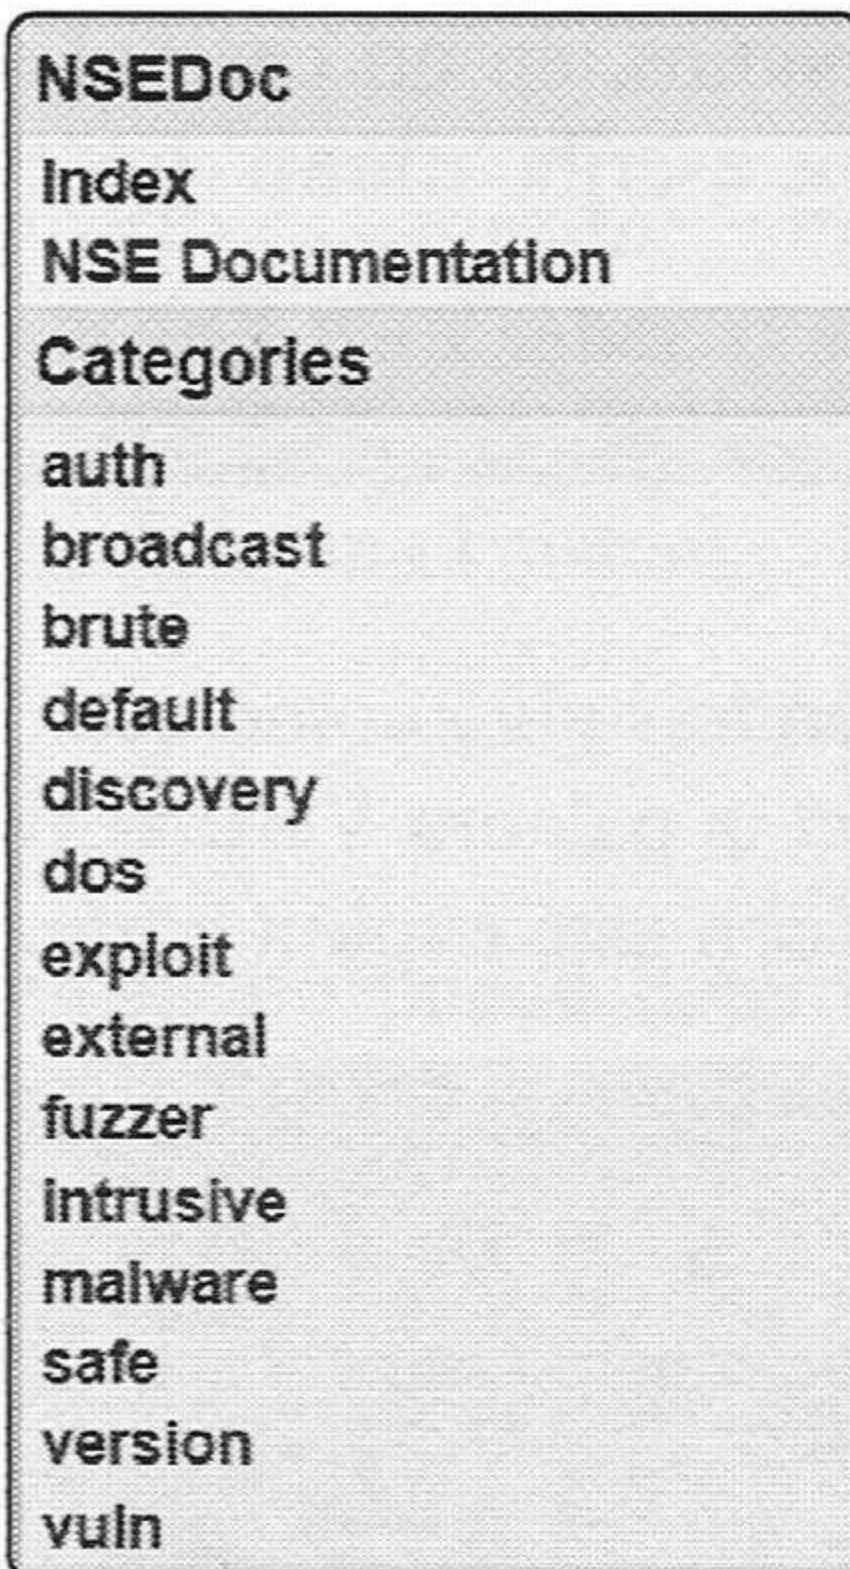 NSEDoc
Index
NSE Documentation
Categories
auth
broadcast
brute
default
discovery
dos
exploit
external
fuzzer
intrusive
malware
safe
version
vuln